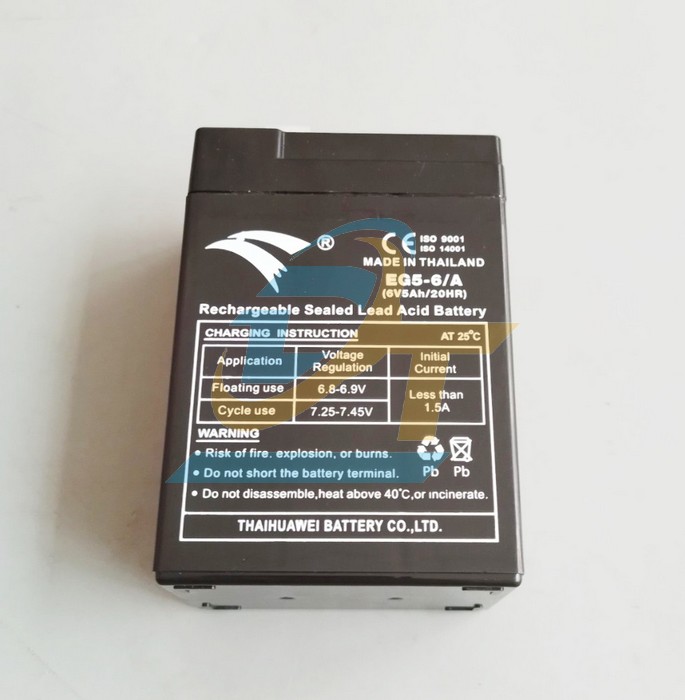 ®
CE ISO 9001
ISO 14001
MADE IN THAILAND
EG5-6/A
(6V5Ah/20HR)
Rechargeable Sealed Lead Acid Battery
CHARGING INSTRUCTION AT 25°C
Application Voltage Regulation Initial Current
Floating use 6.8-6.9V Less than 1.5A
Cycle use 7.25-7.45V
WARNING
• Risk of fire, explosion, or burns.
• Do not short the battery terminal.
• Do not disassemble,heat above 40°C,or incinerate.
Pb Pb
THAIHUAWEI BATTERY CO.,LTD.